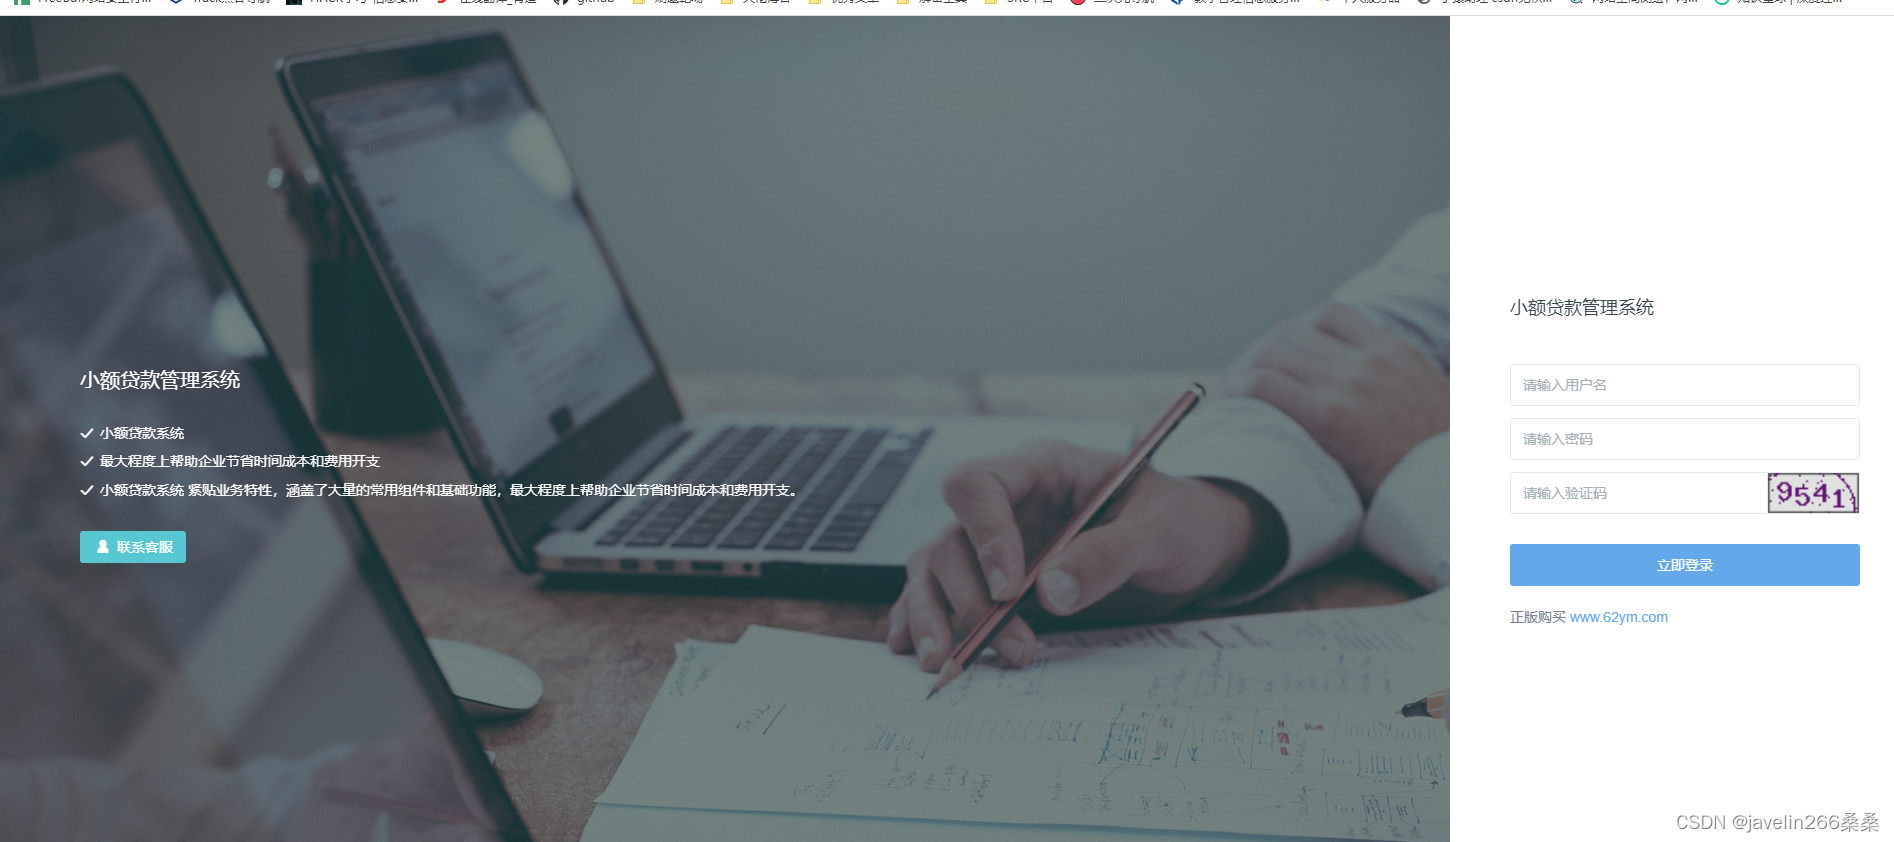 小额贷款管理系统
小额贷款系统
最大程度上帮助企业节省时间成本和费用开支
小额贷款系统 紧贴业务特性，涵盖了大量的常用组件和基础功能，最大程度上帮助企业节省时间成本和费用开支。
联系客服
小额贷款管理系统
请输入用户名
请输入密码
请输入验证码
9541
立即登录
正版购买 www.62ym.com
CSDN @javelin266桑桑